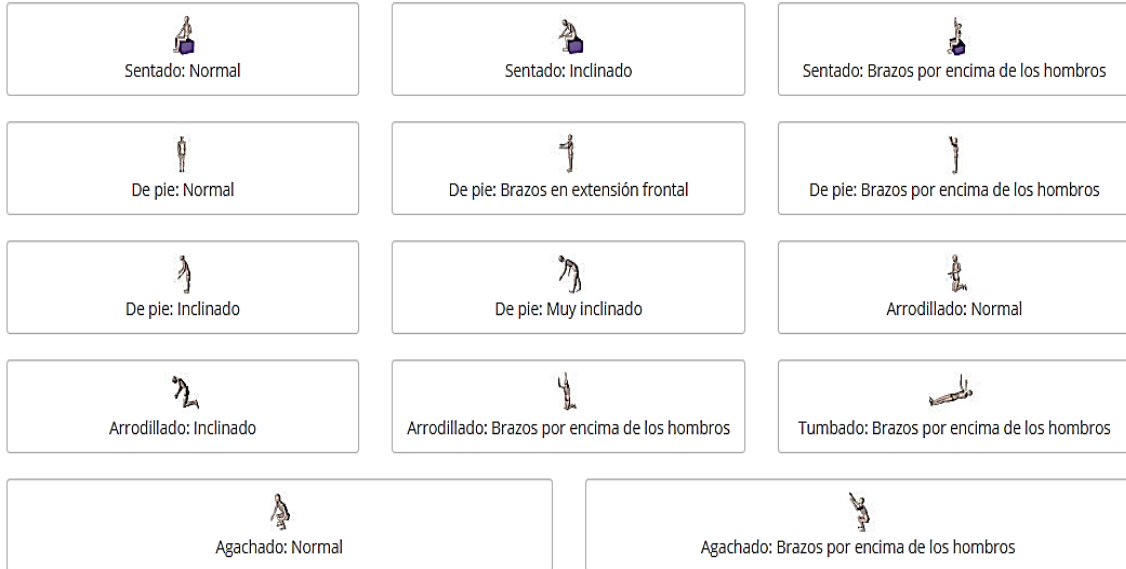 Sentado: Normal
Sentado: Inclinado
Sentado: Brazos por encima de los hombros
De pie: Normal
De pie: Brazos en extensión frontal
De pie: Brazos por encima de los hombros
De pie: Inclinado
De pie: Muy inclinado
Arrodillado: Normal
Arrodillado: Inclinado
Arrodillado: Brazos por encima de los hombros
Tumbado: Brazos por encima de los hombros
Agachado: Normal
Agachado: Brazos por encima de los hombros